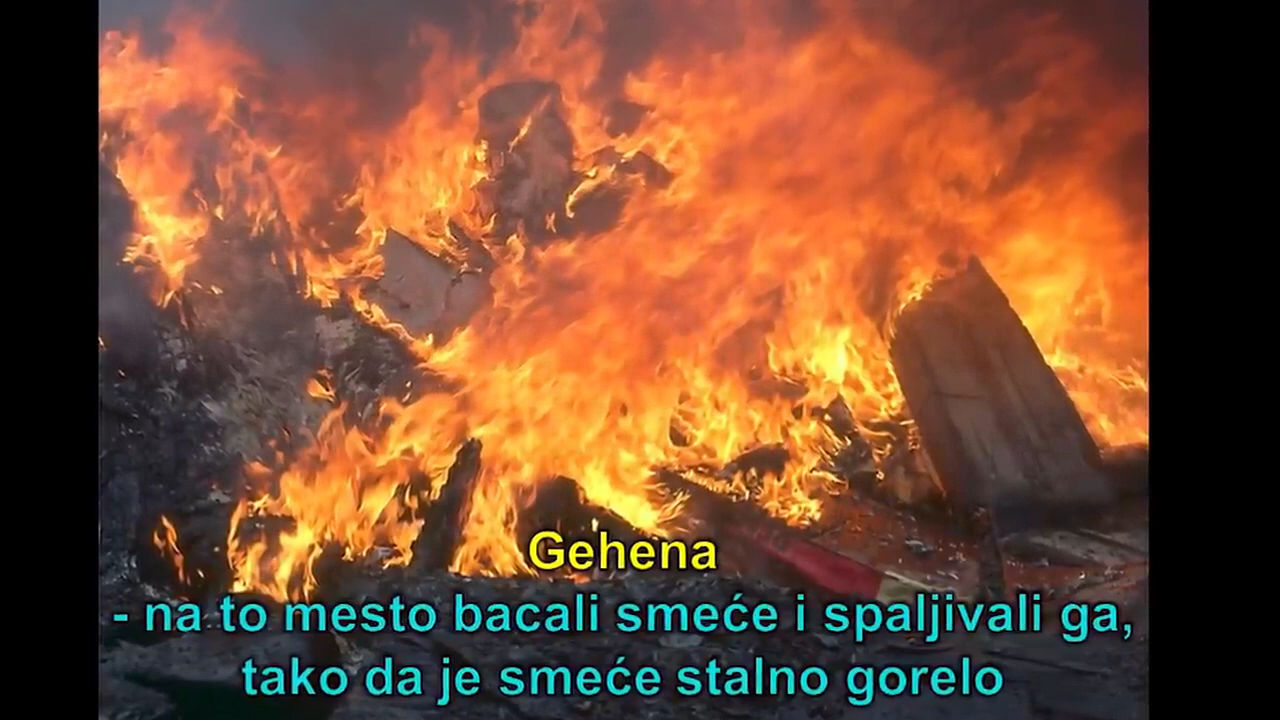 Gehena
- na to mesto bacali smeće i spaljivali ga,
tako da je smeće stalno gorelo